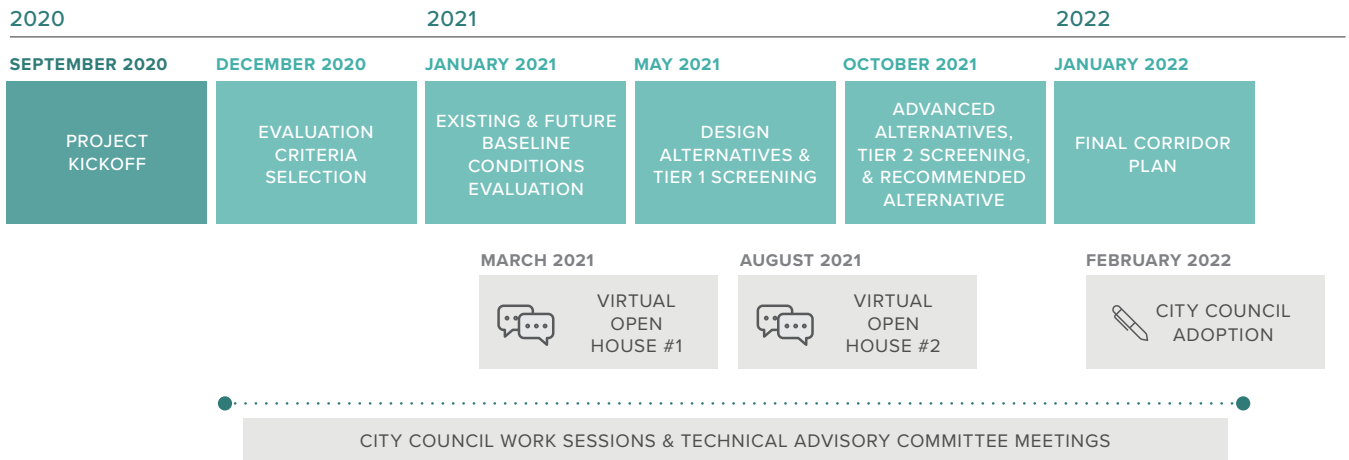 2020
2021
2022
SEPTEMBER 2020
DECEMBER 2020
JANUARY 2021
MAY 2021
OCTOBER 2021
JANUARY 2022
PROJECT
KICKOFF
EVALUATION
CRITERIA
SELECTION
EXISTING & FUTURE
BASELINE
CONDITIONS
EVALUATION
DESIGN
ALTERNATIVES &
TIER 1 SCREENING
ADVANCED
ALTERNATIVES,
TIER 2 SCREENING,
& RECOMMENDED
ALTERNATIVE
FINAL CORRIDOR
PLAN
MARCH 2021
VIRTUAL
OPEN
HOUSE #1
AUGUST 2021
VIRTUAL
OPEN
HOUSE #2
FEBRUARY 2022
CITY COUNCIL
ADOPTION
CITY COUNCIL WORK SESSIONS & TECHNICAL ADVISORY COMMITTEE MEETINGS